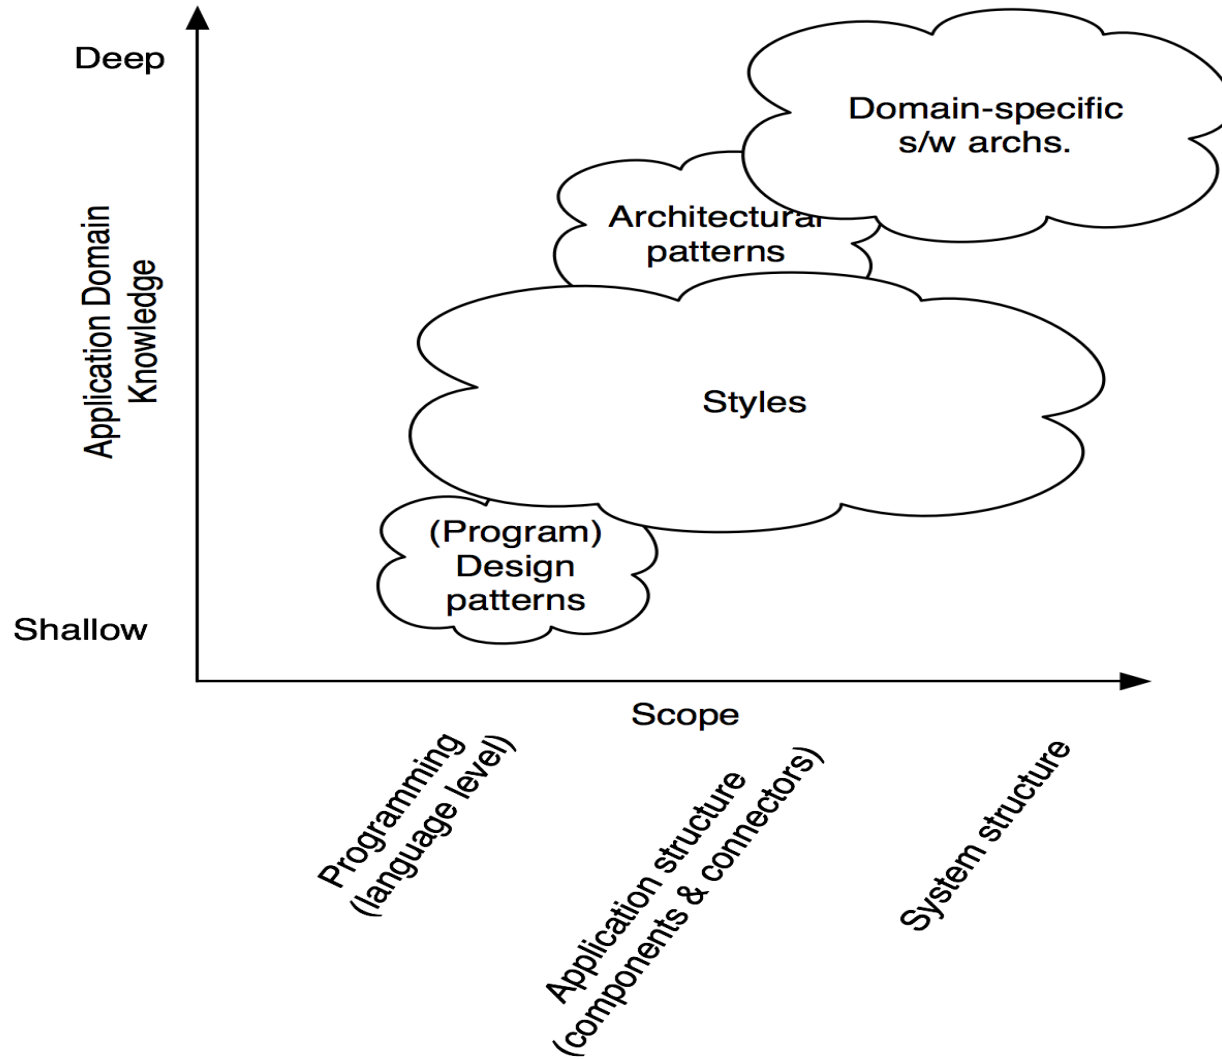 Deep
Domain-specific
s/w archs.
Architectural
patterns
Application Domain
Knowledge
Styles
(Program)
Design
patterns
Shallow
Scope
Programming
(language level)
Application structure
(components & connectors)
System structure